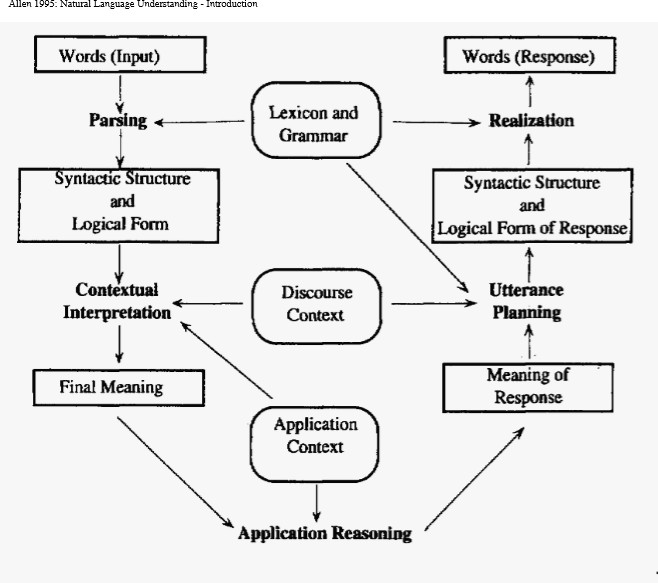 Allen 1995: Natural Language Understanding - Introduction
Words (Input)
Words (Response)
Lexicon and
Grammar
Parsing
Realization
Syntactic Structure
and
Logical Form
Syntactic Structure
and
Logical Form of Response
Contextual
Interpretation
Discourse
Context
Utterance
Planning
Final Meaning
Meaning of
Response
Application
Context
Application Reasoning